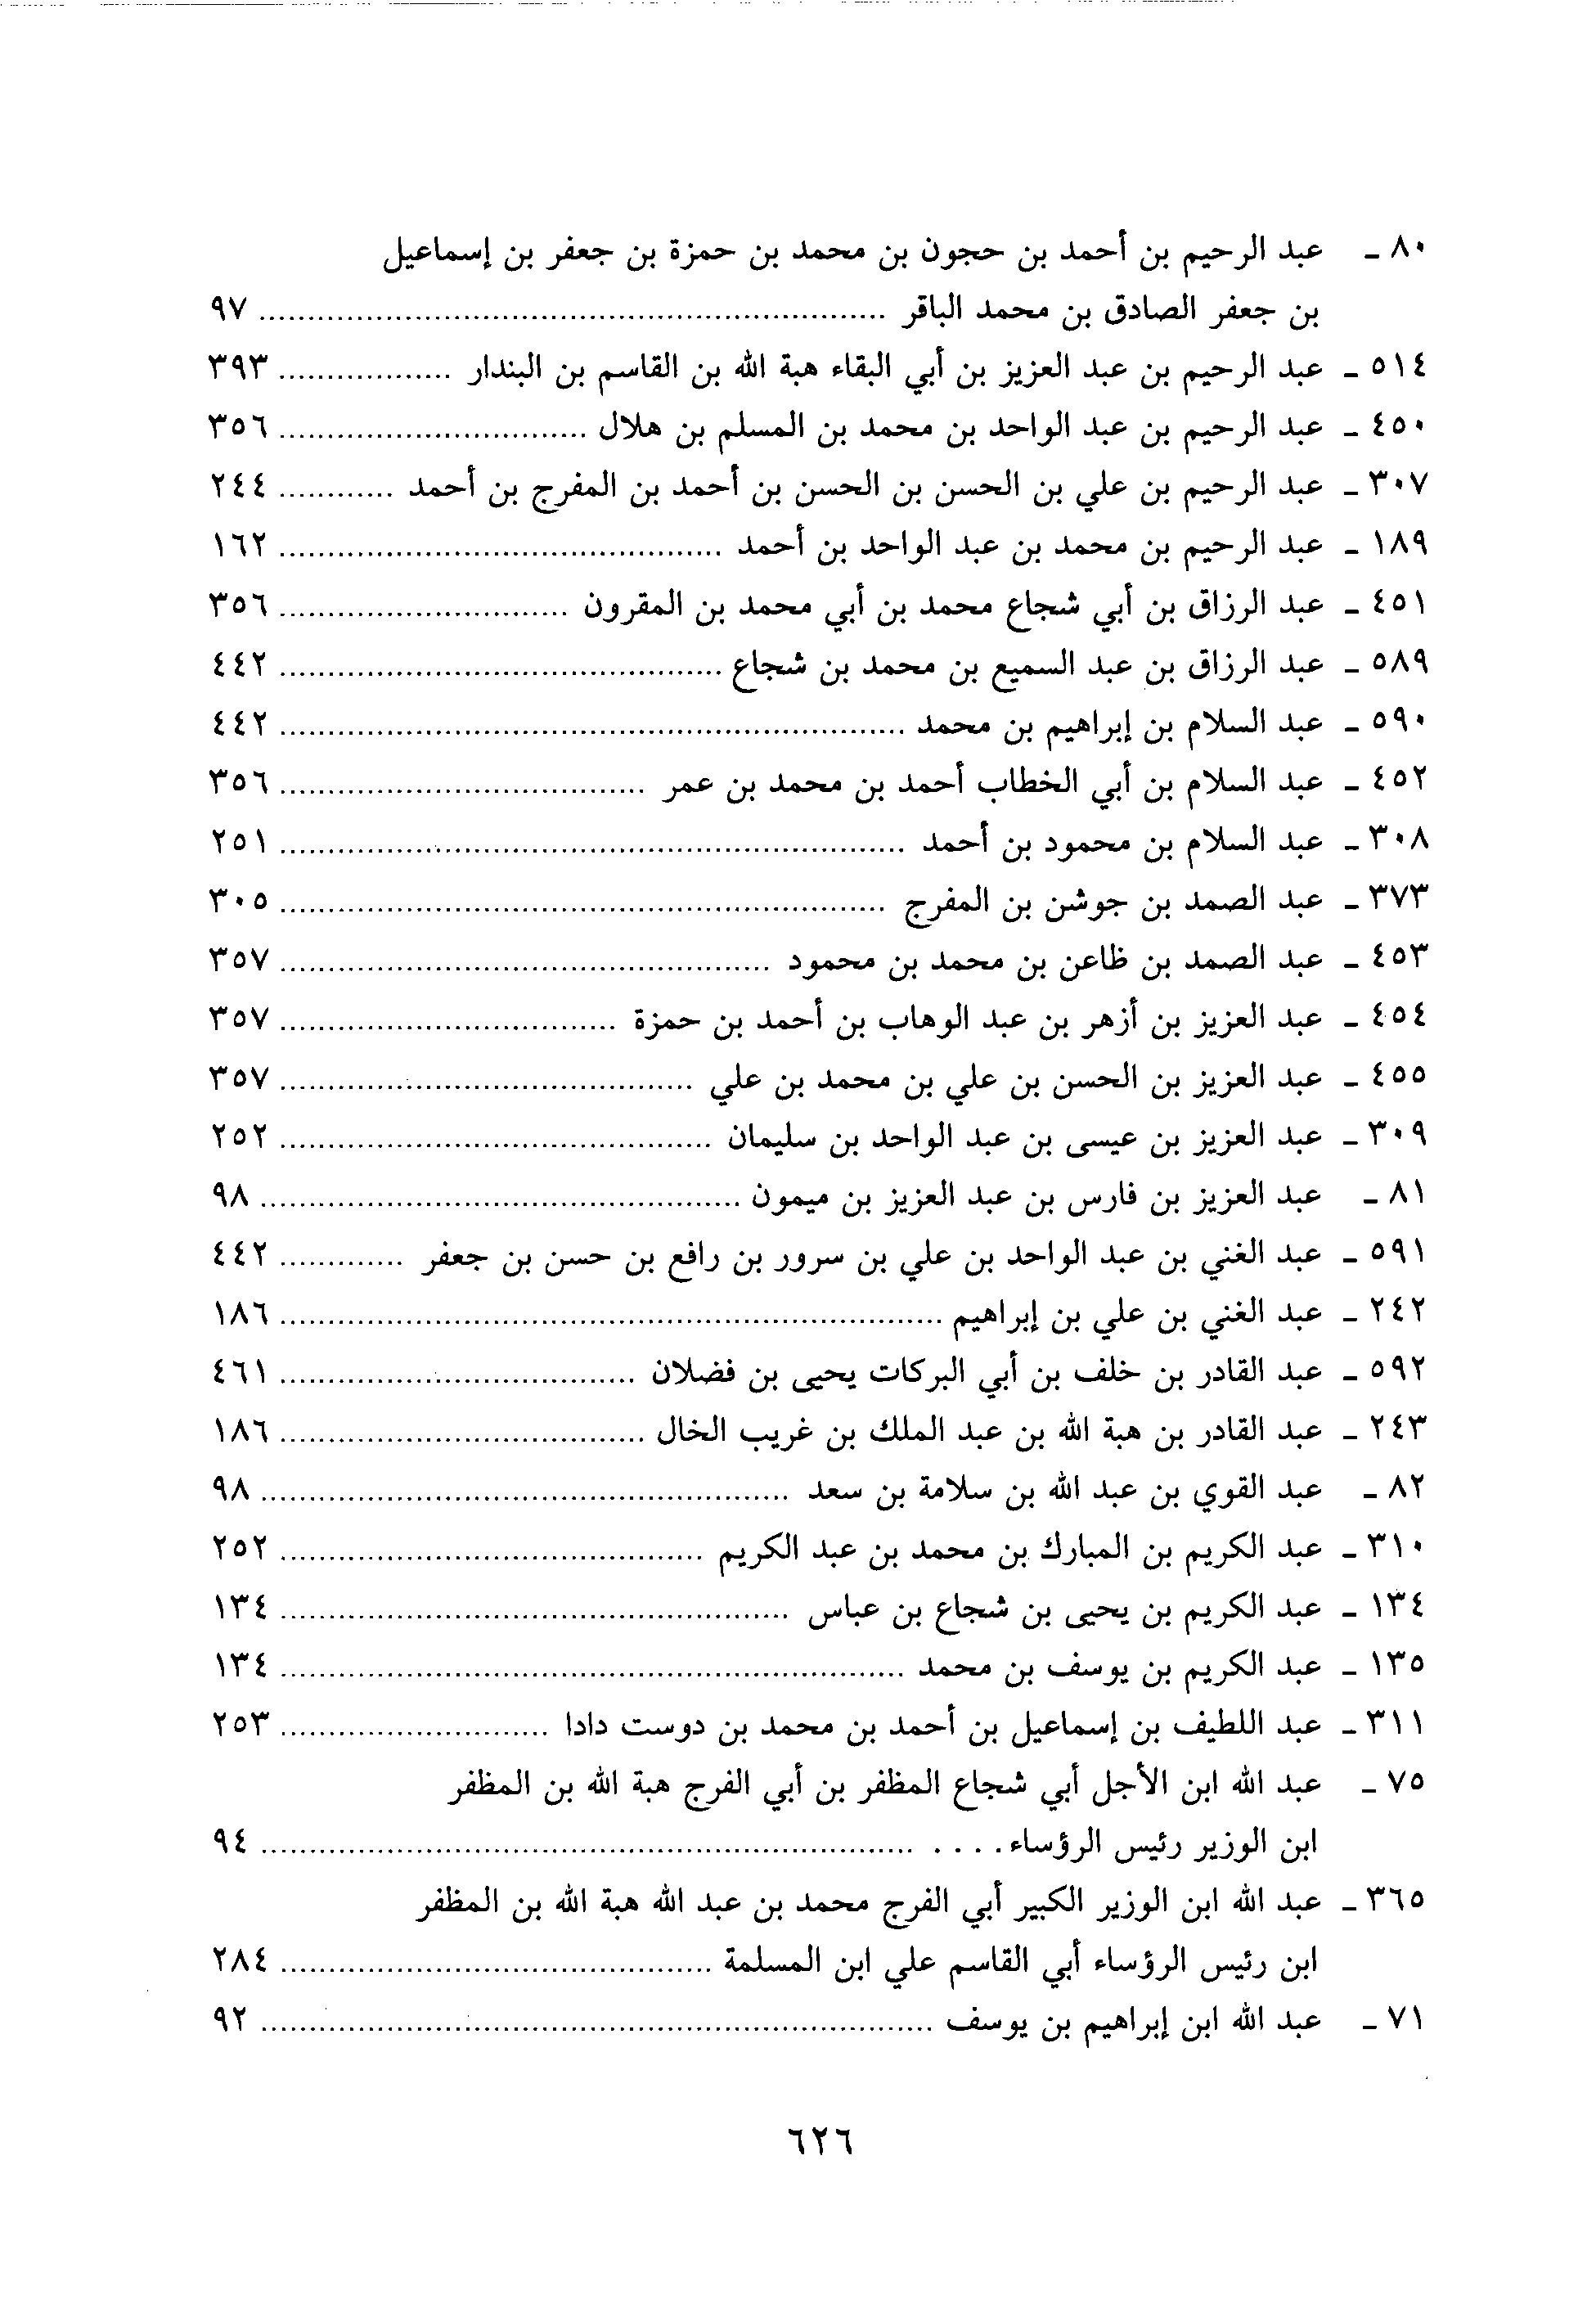 ٨٠ ـ عبد الرحيم بن أحمد بن حجون بن محمد بن حمزة بن جعفر بن إسماعيل
بن جعفر الصادق بن محمد الباقر ................ ٩٧
٥١٤ ـ عبد الرحيم بن عبد العزيز بن أبي البقاء هبة الله بن القاسم بن البندار ................ ٣٩٣
٤٥٠ ـ عبد الرحيم بن عبد الواحد بن محمد بن المسلم بن هلال ................ ٣٥٦
٣٠٧ ـ عبد الرحيم بن علي بن الحسن بن الحسن بن أحمد بن المفرج بن أحمد ............ ٢٤٤
١٨٩ ـ عبد الرحيم بن محمد بن عبد الواحد بن أحمد ................ ١٦٢
٤٥١ ـ عبد الرزاق بن أبي شجاع محمد بن أبي محمد بن المقرون ................ ٣٥٦
٥٨٩ ـ عبد الرزاق بن عبد السميع بن محمد بن شجاع ................ ٤٤٢
٥٩٠ ـ عبد السلام بن إبراهيم بن محمد ................ ٤٤٢
٤٥٢ ـ عبد السلام بن أبي الخطاب أحمد بن محمد بن عمر ................ ٣٥٦
٣٠٨ ـ عبد السلام بن محمود بن أحمد ................ ٢٥١
٣٧٣ ـ عبد الصمد بن جوشن بن المفرج ................ ٣٠٥
٤٥٣ ـ عبد الصمد بن ظاعن بن محمد بن محمود ................ ٣٥٧
٤٥٤ ـ عبد العزيز بن أزهر بن عبد الوهاب بن أحمد بن حمزة ................ ٣٥٧
٤٥٥ ـ عبد العزيز بن الحسن بن علي بن محمد بن علي ................ ٣٥٧
٣٠٩ ـ عبد العزيز بن عيسى بن عبد الواحد بن سليمان ................ ٢٥٢
٨١ ـ عبد العزيز بن فارس بن عبد العزيز بن ميمون ................ ٩٨
٥٩١ ـ عبد الغني بن عبد الواحد بن علي بن سرور بن رافع بن حسن بن جعفر ............. ٤٤٢
٢٤٢ ـ عبد الغني بن علي بن إبراهيم ................ ١٨٦
٥٩٢ ـ عبد القادر بن خلف بن أبي البركات يحيى بن فضلان ................ ٤٦١
٢٤٣ ـ عبد القادر بن هبة الله بن عبد الملك بن غريب الخال ................ ١٨٦
٨٢ ـ عبد القوي بن عبد الله بن سلامة بن سعد ................ ٩٨
٣١٠ ـ عبد الكريم بن المبارك بن محمد بن عبد الكريم ................ ٢٥٢
١٣٤ ـ عبد الكريم بن يحيى بن شجاع بن عباس ................ ١٣٤
١٣٥ ـ عبد الكريم بن يوسف بن محمد ................ ١٣٤
٣١١ ـ عبد اللطيف بن إسماعيل بن أحمد بن محمد بن دوست دادا ................ ٢٥٣
٧٥ ـ عبد الله ابن الأجل أبي شجاع المظفر بن أبي الفرج هبة الله بن المظفر
ابن الوزير رئيس الرؤساء ................ ٩٤
٣٦٥ ـ عبد الله ابن الوزير الكبير أبي الفرج محمد بن عبد الله هبة الله بن المظفر
ابن رئيس الرؤساء أبي القاسم علي ابن المسلمة ................ ٢٨٤
٧١ ـ عبد الله ابن إبراهيم بن يوسف ................ ٩٢
٦٢٦